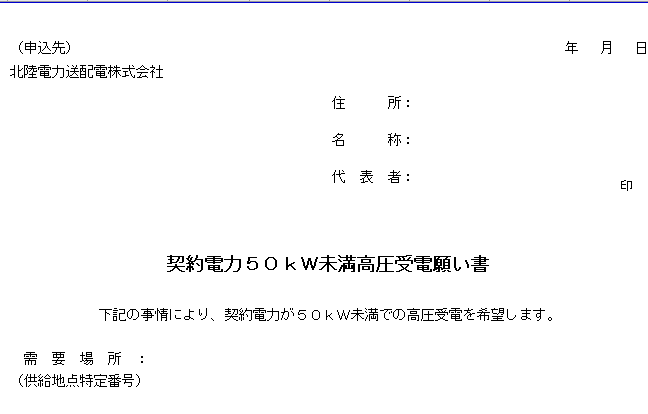 （申込先）　　　　　年　月　日
北陸電力送配電株式会社
住　　　所：
名　　　称：
代　表　者：
印
契約電力５０ｋＷ未満高圧受電願い書
下記の事情により、契約電力が５０ｋＷ未満での高圧受電を希望します。
需　要　場　所　：
（供給地点特定番号）